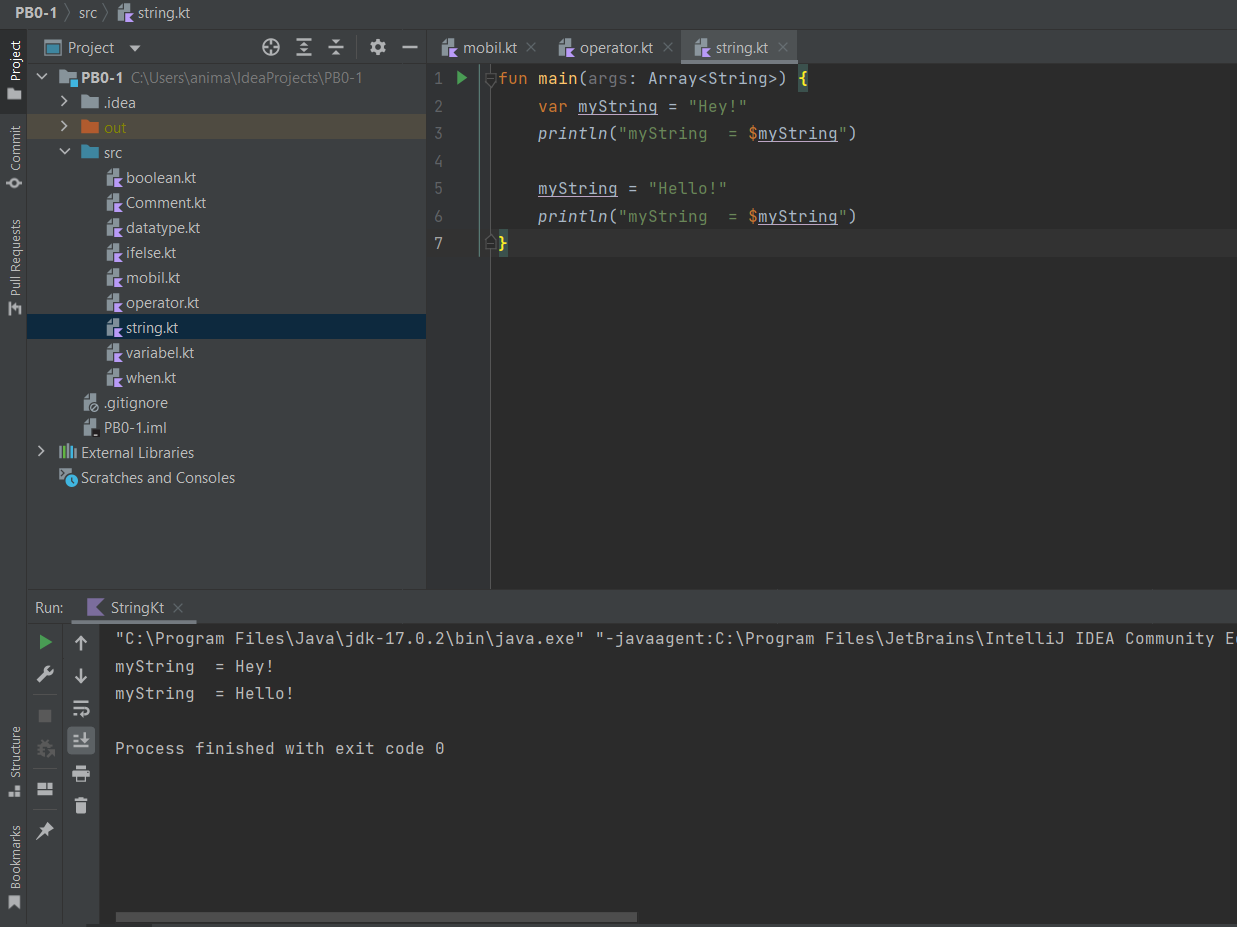 PB0-1 src string.kt
Project
Commit
Pull Requests
Structure
Bookmarks
Project
PB0-1 C:\Users\anima\IdeaProjects\PB0-1
.idea
out
src
boolean.kt
Comment.kt
datatype.kt
ifelse.kt
mobil.kt
operator.kt
string.kt
variabel.kt
when.kt
.gitignore
PB0-1.iml
External Libraries
Scratches and Consoles
mobil.kt operator.kt string.kt
1 fun main(args: Array<String>) {
2 var myString = "Hey!"
3 println("myString  = $myString")
4
5 myString = "Hello!"
6 println("myString  = $myString")
7 }
Run: StringKt
"C:\Program Files\Java\jdk-17.0.2\bin\java.exe" "-javaagent:C:\Program Files\JetBrains\IntelliJ IDEA Community
myString  = Hey!
myString  = Hello!
Process finished with exit code 0